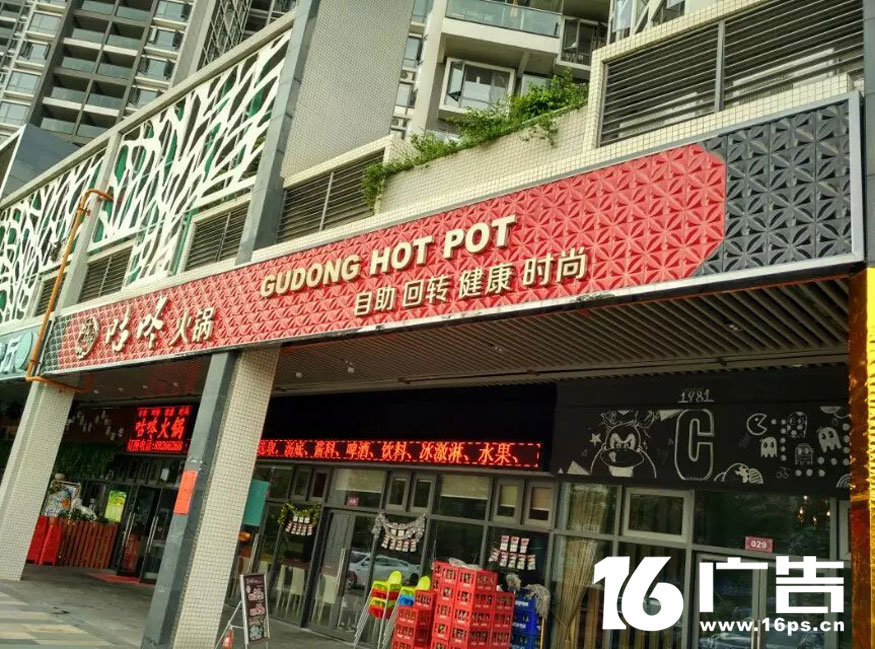 GUDONG HOT POT
自助 回转 健康 时尚
咕咚 火锅
咕咚火锅
汤底、酱料、啤酒、饮料、冰激淋、水果、
1981
C
029
16广告
www.16ps.cn